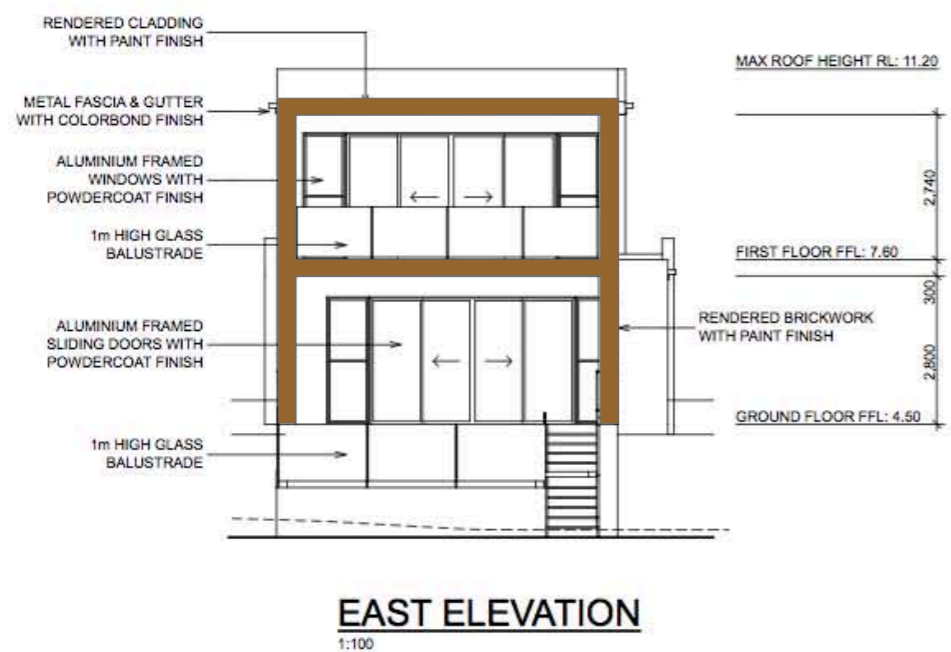 RENDERED CLADDING
WITH PAINT FINISH
METAL FASCIA & GUTTER
WITH COLORBOND FINISH
ALUMINIUM FRAMED
WINDOWS WITH
POWDERCOAT FINISH
1m HIGH GLASS
BALUSTRADE
ALUMINIUM FRAMED
SLIDING DOORS WITH
POWDERCOAT FINISH
1m HIGH GLASS
BALUSTRADE
MAX ROOF HEIGHT RL: 11.20
2,740
FIRST FLOOR FFL: 7.60
300
RENDERED BRICKWORK
WITH PAINT FINISH
2,800
GROUND FLOOR FFL: 4.50
EAST ELEVATION
1:100